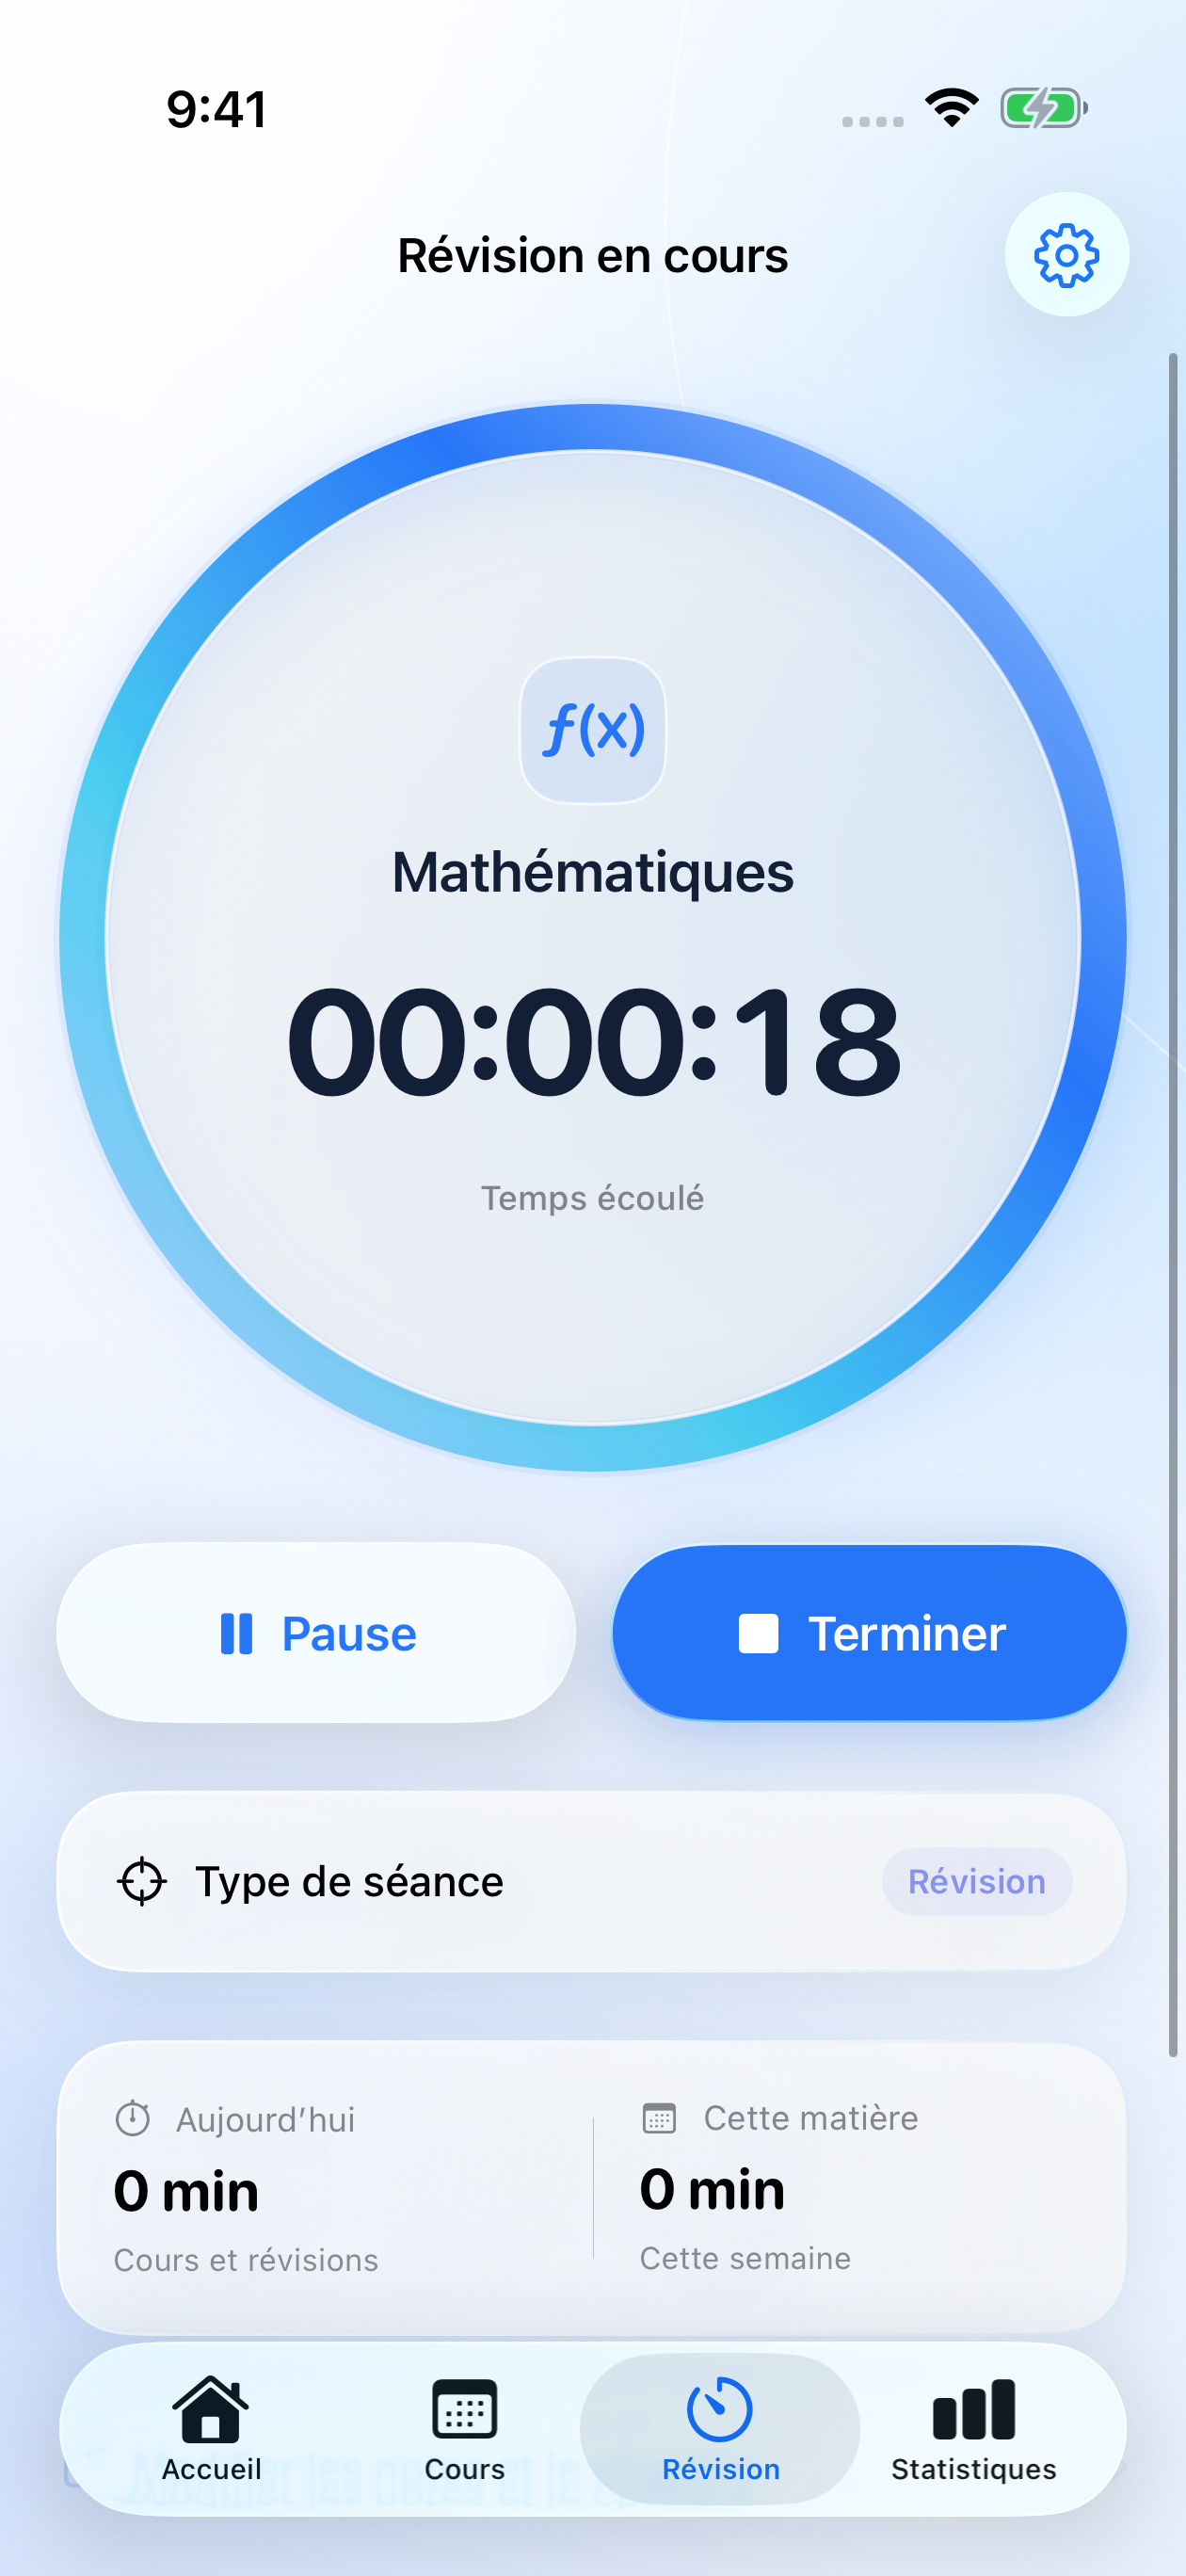 9:41
Révision en cours
f(x)
Mathématiques
00:00:18
Temps écoulé
Pause
Terminer
Type de séance
Révision
Aujourd’hui
0 min
Cours et révisions
Cette matière
0 min
Cette semaine
Accueil
Cours
Révision
Statistiques